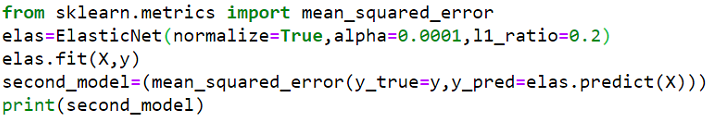 from sklearn.metrics import mean_squared_error
elas=ElasticNet(normalize=True,alpha=0.0001,l1_ratio=0.2)
elas.fit(X,y)
second_model=(mean_squared_error(y_true=y,y_pred=elas.predict(X)))
print(second_model)